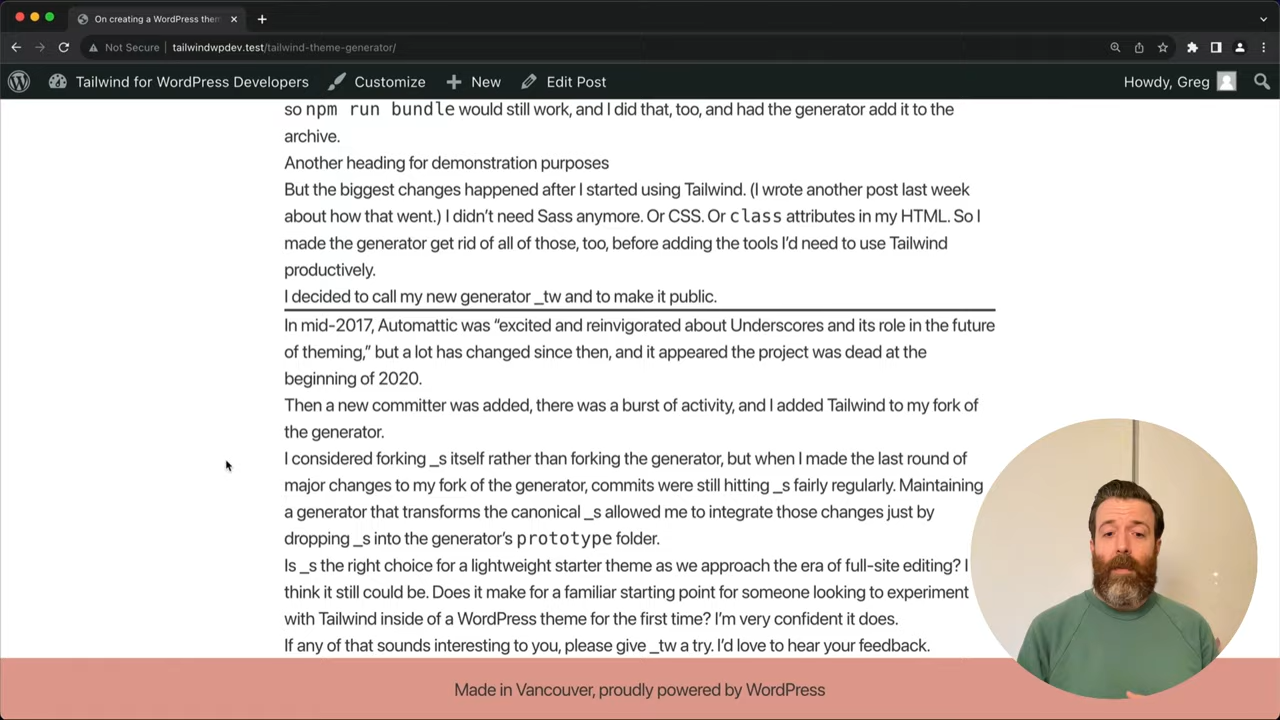 On creating a WordPress them
Not Secure
tailwindwpdev.test/tailwind-theme-generator/
Tailwind for WordPress Developers
Customize
New
Edit Post
Howdy, Greg
so npm run bundle would still work, and I did that, too, and had the generator add it to the
archive.
Another heading for demonstration purposes
But the biggest changes happened after I started using Tailwind. (I wrote another post last week
about how that went.) I didn’t need Sass anymore. Or CSS. Or class attributes in my HTML. So I
made the generator get rid of all of those, too, before adding the tools I’d need to use Tailwind
productively.
I decided to call my new generator _tw and to make it public.
In mid-2017, Automattic was “excited and reinvigorated about Underscores and its role in the future
of theming,” but a lot has changed since then, and it appeared the project was dead at the
beginning of 2020.
Then a new committer was added, there was a burst of activity, and I added Tailwind to my fork of
the generator.
I considered forking _s itself rather than forking the generator, but when I made the last round of
major changes to my fork of the generator, commits were still hitting _s fairly regularly. Maintaining
a generator that transforms the canonical _s allowed me to integrate those changes just by
dropping _s into the generator’s prototype folder.
Is _s the right choice for a lightweight starter theme as we approach the era of full-site editing? I
think it still could be. Does it make for a familiar starting point for someone looking to experiment
with Tailwind inside of a WordPress theme for the first time? I’m very confident it does.
If any of that sounds interesting to you, please give _tw a try. I’d love to hear your feedback.
Made in Vancouver, proudly powered by WordPress